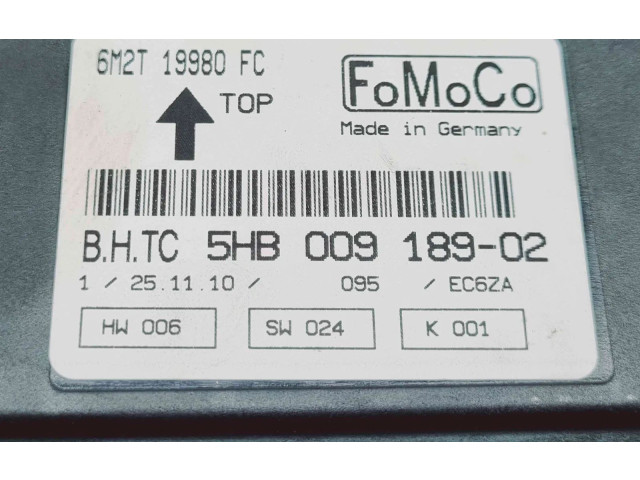 6M2T 19980 FC
FoMoCo
TOP
Made in Germany
B.H.TC 5HB 009 189-02
1 / 25.11.10 / 095 / EC6ZA
HW 006 SW 024 K 001